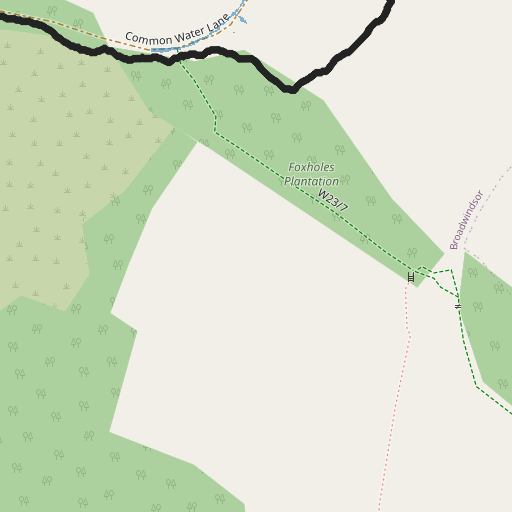 Common Water Lane
Foxholes
Plantation
W23/7
Broadwindsor